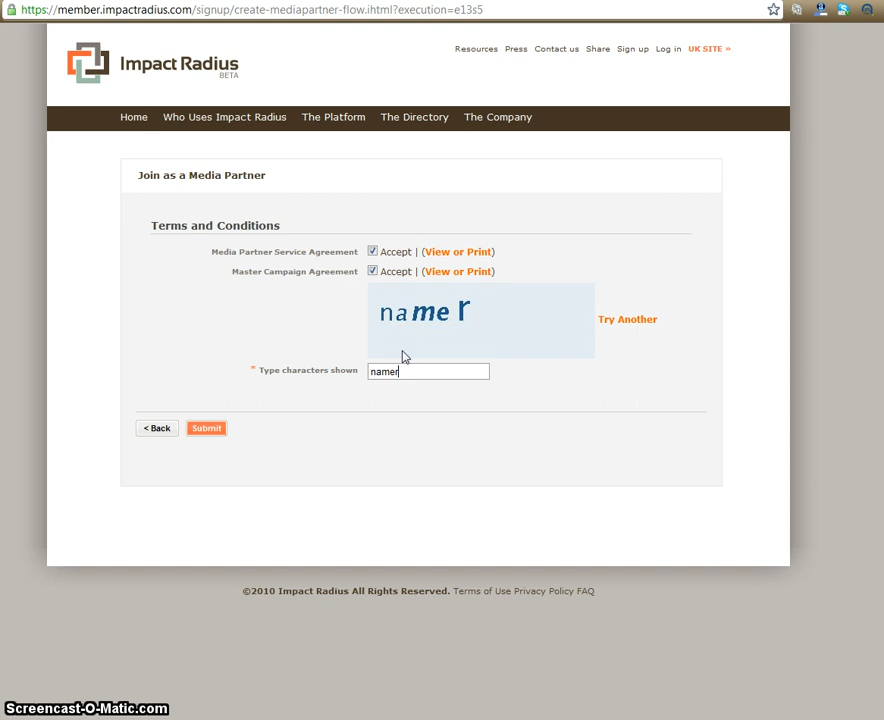 https://member.impactradius.com/signup/create-mediapartner-flow.ihtml?execution=e13s5
Resources Press Contact us Share Sign up Log in UK SITE »
Impact Radius
BETA
Home Who Uses Impact Radius The Platform The Directory The Company
Join as a Media Partner
Terms and Conditions
Media Partner Service Agreement Accept | (View or Print)
Master Campaign Agreement Accept | (View or Print)
namer
Try Another
* Type characters shown namer
< Back Submit
©2010 Impact Radius All Rights Reserved. Terms of Use Privacy Policy FAQ
Screencast-O-Matic.com